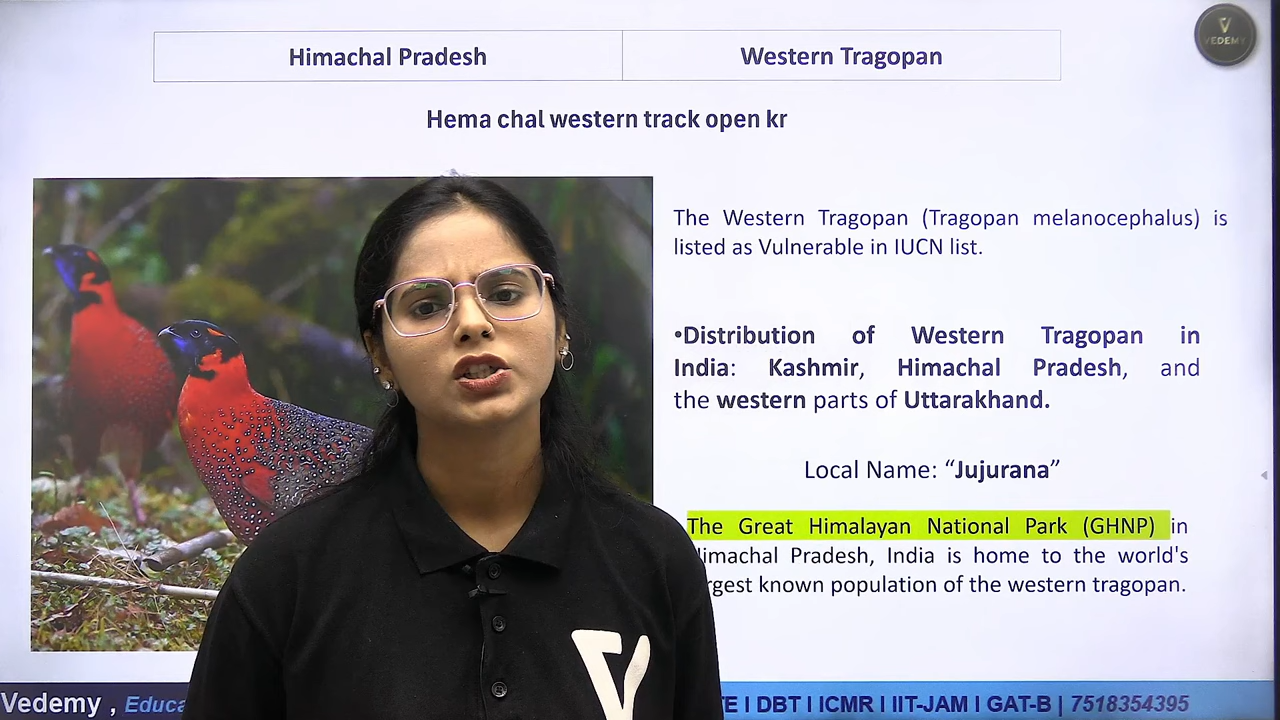 VEDEMY
Himachal Pradesh Western Tragopan
Hema chal western track open kr
The Western Tragopan (Tragopan melanocephalus) is
listed as Vulnerable in IUCN list.
•Distribution of Western Tragopan in
India: Kashmir, Himachal Pradesh, and
the western parts of Uttarakhand.
Local Name: “Jujurana”
The Great Himalayan National Park (GHNP) in
Pradesh, India is home to the world's
known population of the western tragopan.
Vedemy , I DBT I ICMR I IIT-JAM I GAT-B | 7518354395